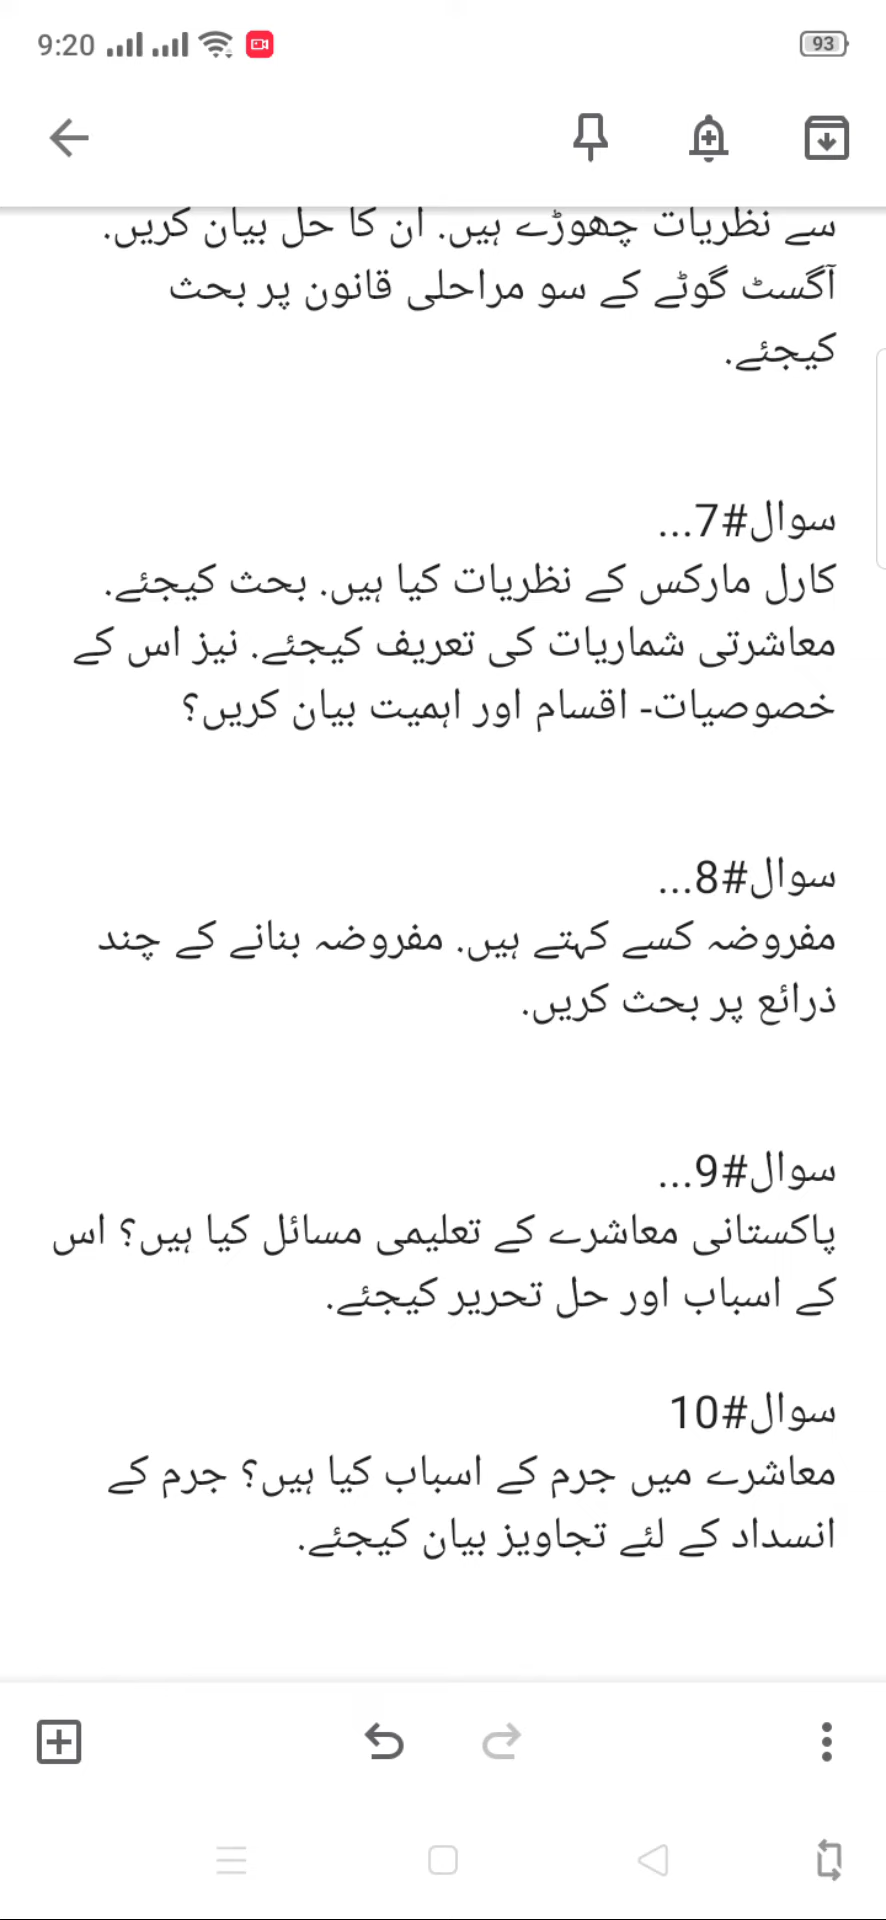 9:20
93
سے نظریات چھوڑے ہیں. ان کا حل بیان کریں.
آگسٹ گوٹے کے سو مراحلی قانون پر بحث
کیجئے.
سوال#7...
کارل مارکس کے نظریات کیا ہیں. بحث کیجئے.
معاشرتی شماریات کی تعریف کیجئے. نیز اس کے
خصوصیات- اقسام اور اہمیت بیان کریں؟
سوال#8...
مفروضہ کسے کہتے ہیں. مفروضہ بنانے کے چند
ذرائع پر بحث کریں.
سوال#9...
پاکستانی معاشرے کے تعلیمی مسائل کیا ہیں؟ اس
کے اسباب اور حل تحریر کیجئے.
سوال#10
معاشرے میں جرم کے اسباب کیا ہیں؟ جرم کے
انسداد کے لئے تجاویز بیان کیجئے.